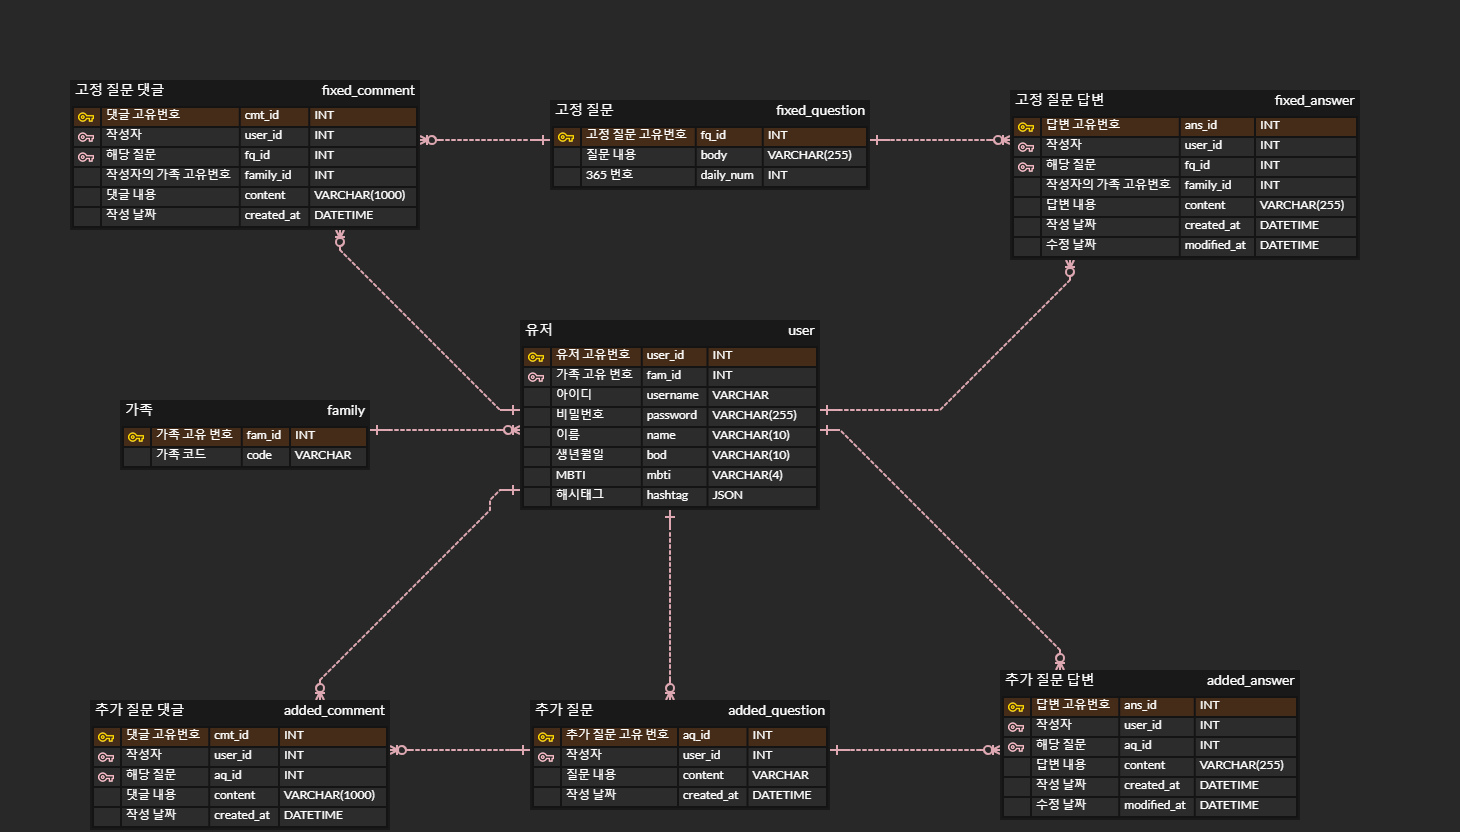 고정 질문 댓글 fixed_comment
댓글 고유번호 cmt_id INT
작성자 user_id INT
해당 질문 fq_id INT
작성자의 가족 고유번호 family_id INT
댓글 내용 content VARCHAR(1000)
작성 날짜 created_at DATETIME
고정 질문 fixed_question
고정 질문 고유번호 fq_id INT
질문 내용 body VARCHAR(255)
365 번호 daily_num INT
고정 질문 답변 fixed_answer
답변 고유번호 ans_id INT
작성자 user_id INT
해당 질문 fq_id INT
작성자의 가족 고유번호 family_id INT
답변 내용 content VARCHAR(255)
작성 날짜 created_at DATETIME
수정 날짜 modified_at DATETIME
유저 user
유저 고유번호 user_id INT
가족 고유 번호 fam_id INT
아이디 username VARCHAR
비밀번호 password VARCHAR(255)
이름 name VARCHAR(10)
생년월일 bod VARCHAR(10)
MBTI mbti VARCHAR(4)
해시태그 hashtag JSON
가족 family
가족 고유 번호 fam_id INT
가족 코드 code VARCHAR
추가 질문 댓글 added_comment
댓글 고유번호 cmt_id INT
작성자 user_id INT
해당 질문 aq_id INT
댓글 내용 content VARCHAR(1000)
작성 날짜 created_at DATETIME
추가 질문 added_question
추가 질문 고유 번호 aq_id INT
작성자 user_id INT
질문 내용 content VARCHAR
작성 날짜 created_at DATETIME
추가 질문 답변 added_answer
답변 고유번호 ans_id INT
작성자 user_id INT
해당 질문 aq_id INT
답변 내용 content VARCHAR(255)
작성 날짜 created_at DATETIME
수정 날짜 modified_at DATETIME